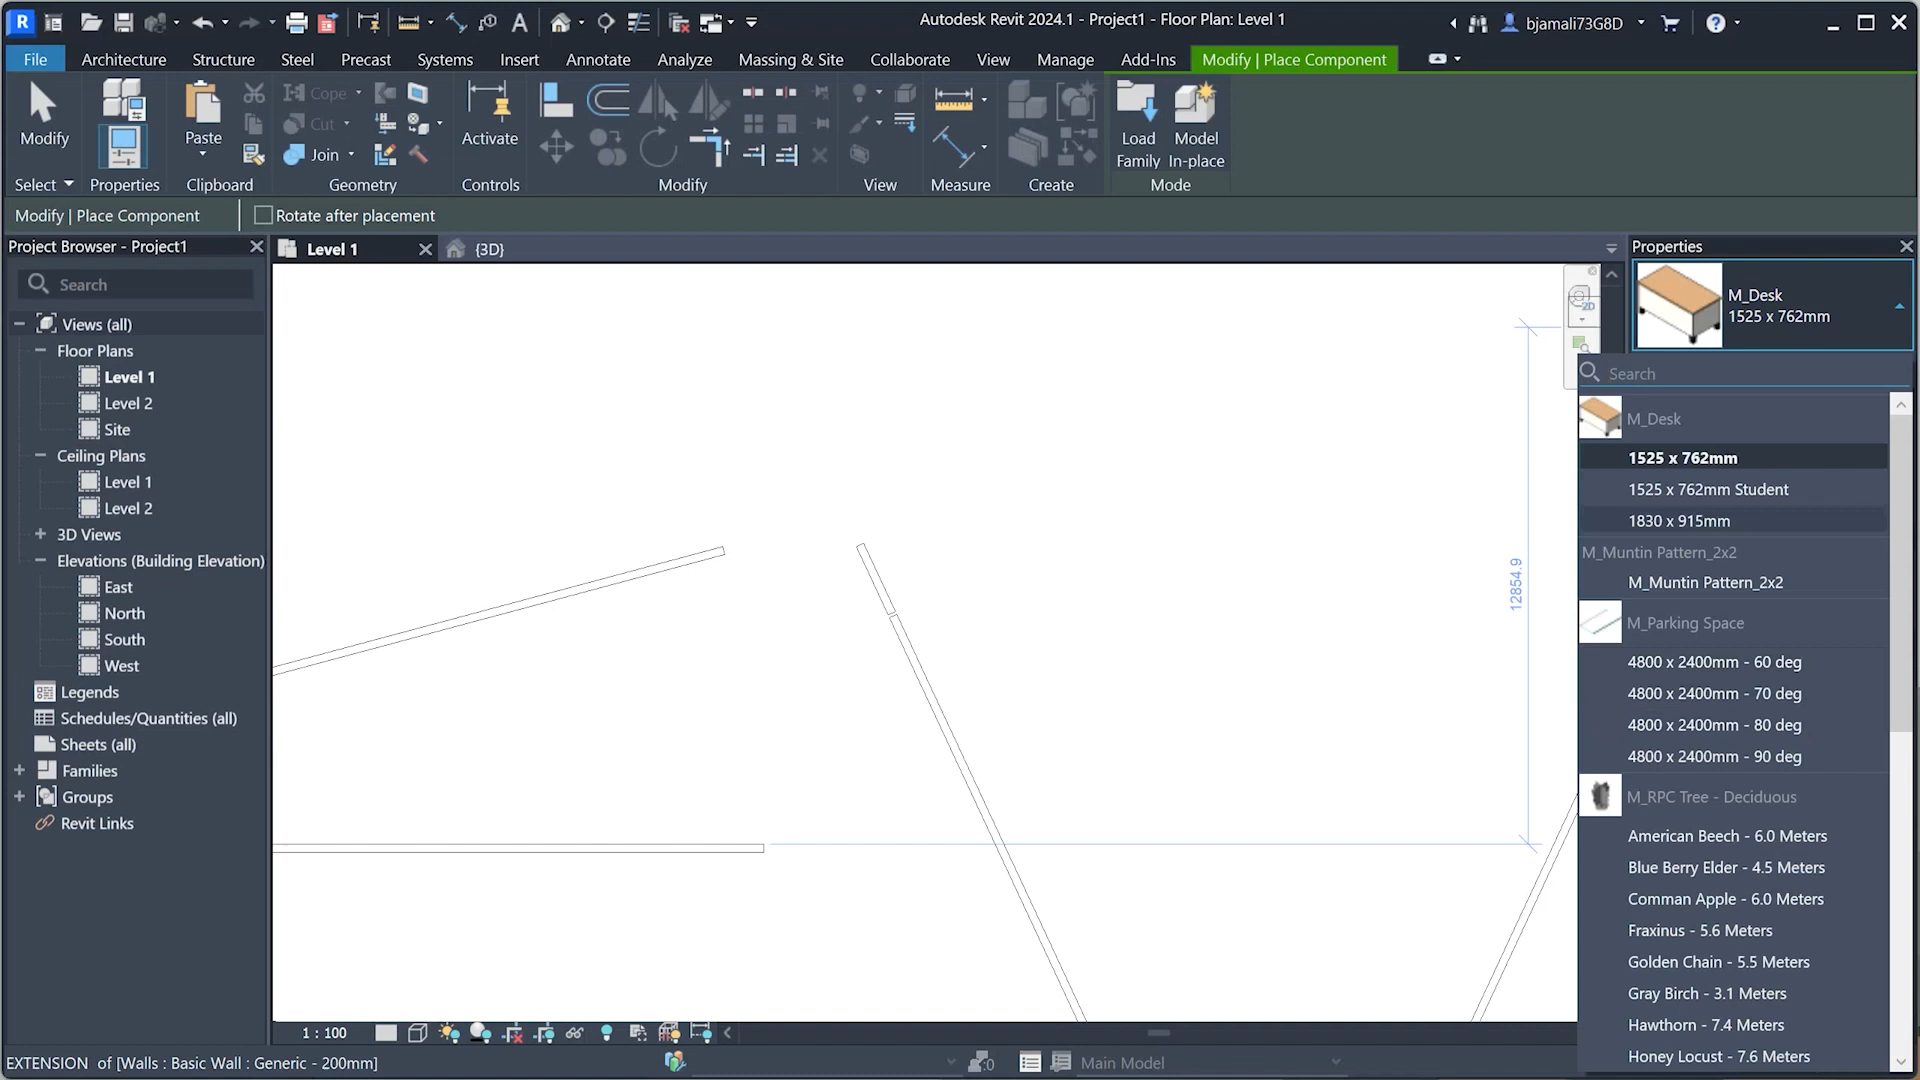 Autodesk Revit 2024.1 - Project1 - Floor Plan: Level 1
bjamali73G8D
File
Architecture
Structure
Steel
Precast
Systems
Insert
Annotate
Analyze
Massing & Site
Collaborate
View
Manage
Add-Ins
Modify | Place Component
Modify
Paste
Cope
Cut
Join
Activate
Load
Family
Model
In-place
Select
Properties
Clipboard
Geometry
Controls
Modify
View
Measure
Create
Mode
Modify | Place Component
Rotate after placement
Project Browser - Project1
Search
Views (all)
Floor Plans
Level 1
Level 2
Site
Ceiling Plans
Level 1
Level 2
3D Views
Elevations (Building Elevation)
East
North
South
West
Legends
Schedules/Quantities (all)
Sheets (all)
Families
Groups
Revit Links
Level 1
{3D}
2D
12854.9
Properties
M_Desk
1525 x 762mm
Search
M_Desk
1525 x 762mm
1525 x 762mm Student
1830 x 915mm
M_Muntin Pattern_2x2
M_Muntin Pattern_2x2
M_Parking Space
4800 x 2400mm - 60 deg
4800 x 2400mm - 70 deg
4800 x 2400mm - 80 deg
4800 x 2400mm - 90 deg
M_RPC Tree - Deciduous
American Beech - 6.0 Meters
Blue Berry Elder - 4.5 Meters
Comman Apple - 6.0 Meters
Fraxinus - 5.6 Meters
Golden Chain - 5.5 Meters
Gray Birch - 3.1 Meters
Hawthorn - 7.4 Meters
Honey Locust - 7.6 Meters
1 : 100
EXTENSION of [Walls : Basic Wall : Generic - 200mm]
:0
Main Model